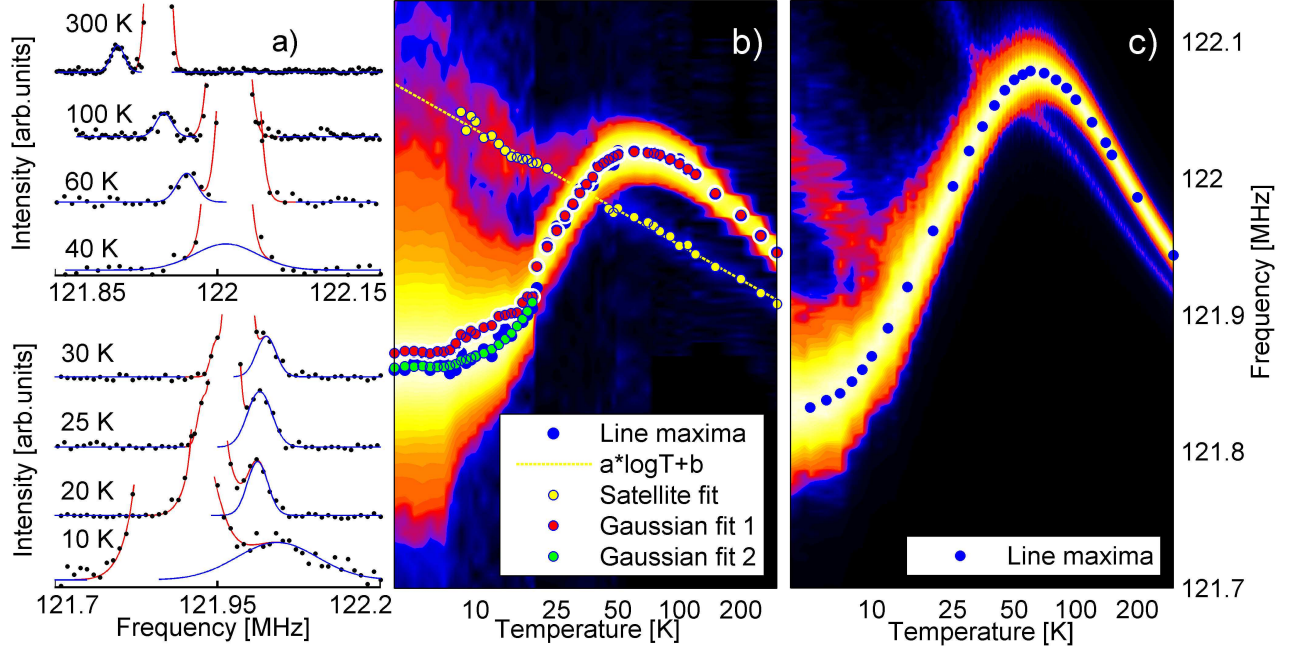 a)
300 K
100 K
60 K
40 K
Intensity [arb.units]
121.85 122 122.15
30 K
25 K
20 K
10 K
Intensity [arb.units]
121.7 121.95 122.2
Frequency [MHz]
b)
Line maxima
a*logT+b
Satellite fit
Gaussian fit 1
Gaussian fit 2
10 25 50 100 200
Temperature [K]
c)
Line maxima
10 25 50 100 200
Temperature [K]
122.1
122
121.9
121.8
121.7
Frequency [MHz]